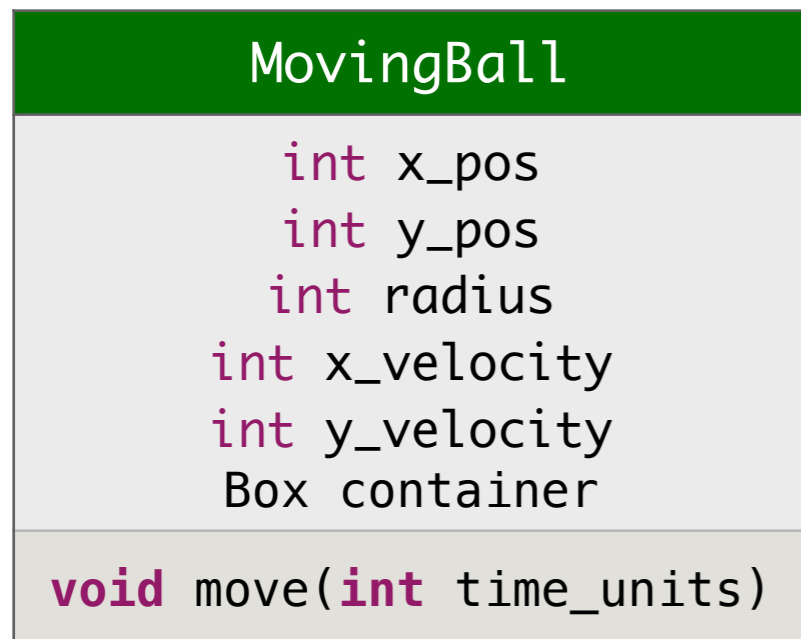 MovingBall
int x_pos
int y_pos
int radius
int x_velocity
int y_velocity
Box container
void move(int time_units)